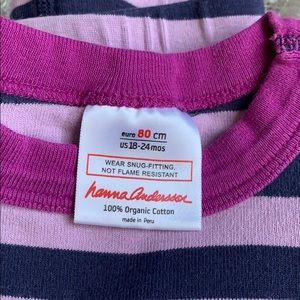 euro 80 cm
US 18-24 mos
WEAR SNUG-FITTING.
NOT FLAME RESISTANT
hanna andersson
100% Organic Cotton
made in Peru